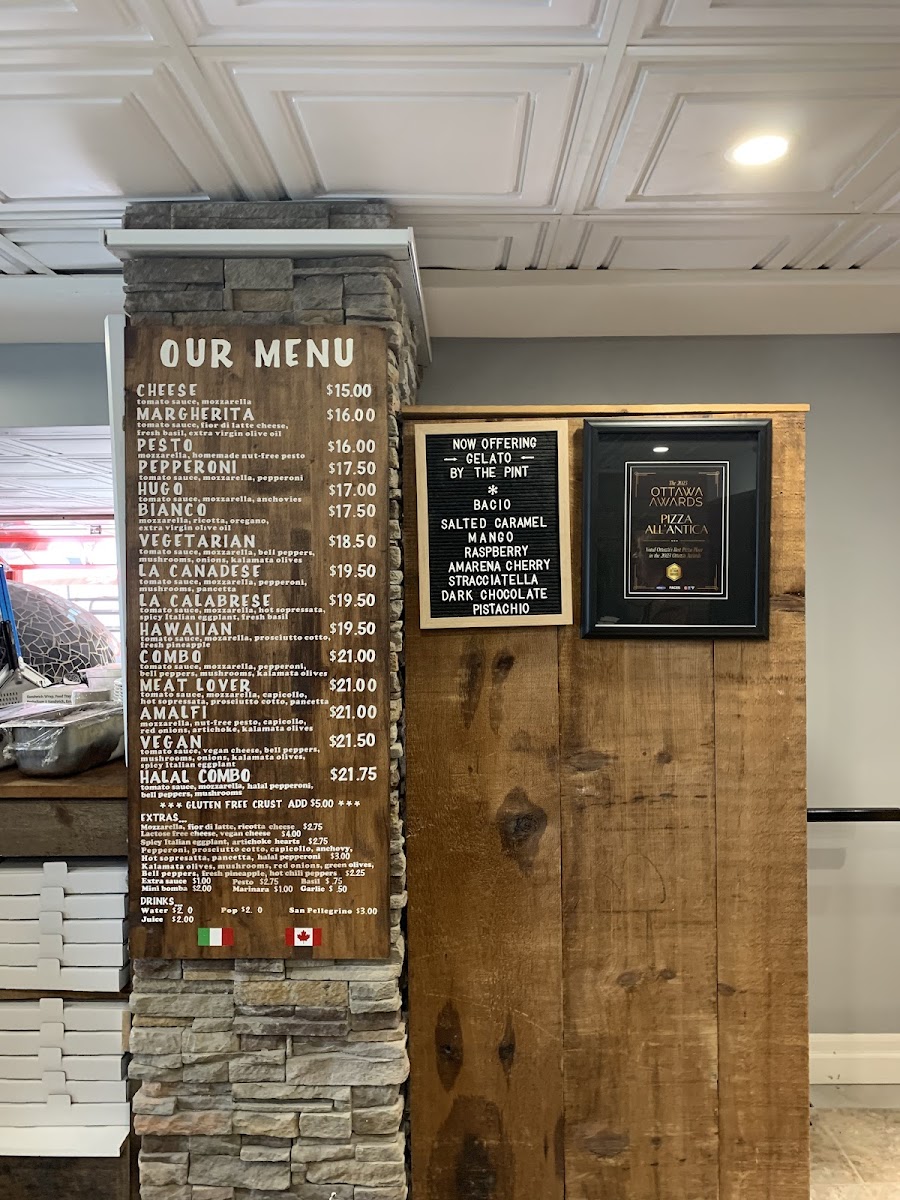 OUR MENU
CHEESE $15.00
tomato sauce, mozzarella
MARGHERITA $16.00
tomato sauce, fior di latte cheese,
fresh basil, extra virgin olive oil
PESTO $16.00
mozzarella, homemade nut-free pesto
PEPPERONI $17.50
tomato sauce, mozzarella, pepperoni
HUGO $17.00
tomato sauce, mozzarella, anchovies
BIANCO $17.50
mozzarella, ricotta, oregano,
extra virgin olive oil
VEGETARIAN $18.50
tomato sauce, mozzarella, bell peppers,
mushrooms, onions, kalamata olives
LA CANADESE $19.50
tomato sauce, mozzarella, pepperoni,
mushrooms, pancetta
LA CALABRESE $19.50
tomato sauce, mozzarella, hot sopressata,
spicy Italian eggplant, fresh basil
HAWAIIAN $19.50
tomato sauce, mozarella, prosciutto cotto,
fresh pineapple
COMBO $21.00
tomato sauce, mozzarella, pepperoni,
bell peppers, mushrooms, kalamata olives
MEAT LOVER $21.00
tomato sauce, mozzarella, capicollo,
hot sopressata, prosciutto cotto, pancetta
AMALFI $21.00
mozzarella, nut-free pesto, capicollo,
red onions, artichoke, kalamata olives
VEGAN $21.50
tomato sauce, vegan cheese, bell peppers,
mushrooms, onions, kalamata olives,
spicy Italian eggplant
HALAL COMBO $21.75
tomato sauce, mozzarella, halal pepperoni,
bell peppers, mushrooms
*** GLUTEN FREE CRUST ADD $5.00 ***
EXTRAS...
Mozzarella, fior di latte, ricotta cheese $2.75
Lactose free cheese, vegan cheese $4.00
Spicy Italian eggplant, artichoke hearts $2.75
Pepperoni, prosciutto cotto, capicollo, anchovy,
Hot sopresatta, pancetta, halal pepperoni $3.00
Kalamata olives, mushrooms, red onions, green olives,
Bell peppers, fresh pineapple, hot chili peppers $2.25
Extra sauce $1.00 Pesto $2.75 Basil $.75
Mini bomba $2.00 Marinara $1.00 Garlic $.50
DRINKS...
Water $2. 0 Pop $2. 0 San Pellegrino $3.00
Juice $2.00
NOW OFFERING
GELATO
BY THE PINT
*
BACIO
SALTED CARAMEL
MANGO
RASPBERRY
AMARENA CHERRY
STRACCIATELLA
DARK CHOCOLATE
PISTACHIO
The 2023
OTTAWA
AWARDS
PIZZA
ALL'ANTICA
Voted Ottawa's Best Pizza Place
in the 2023 Ottawa Awards